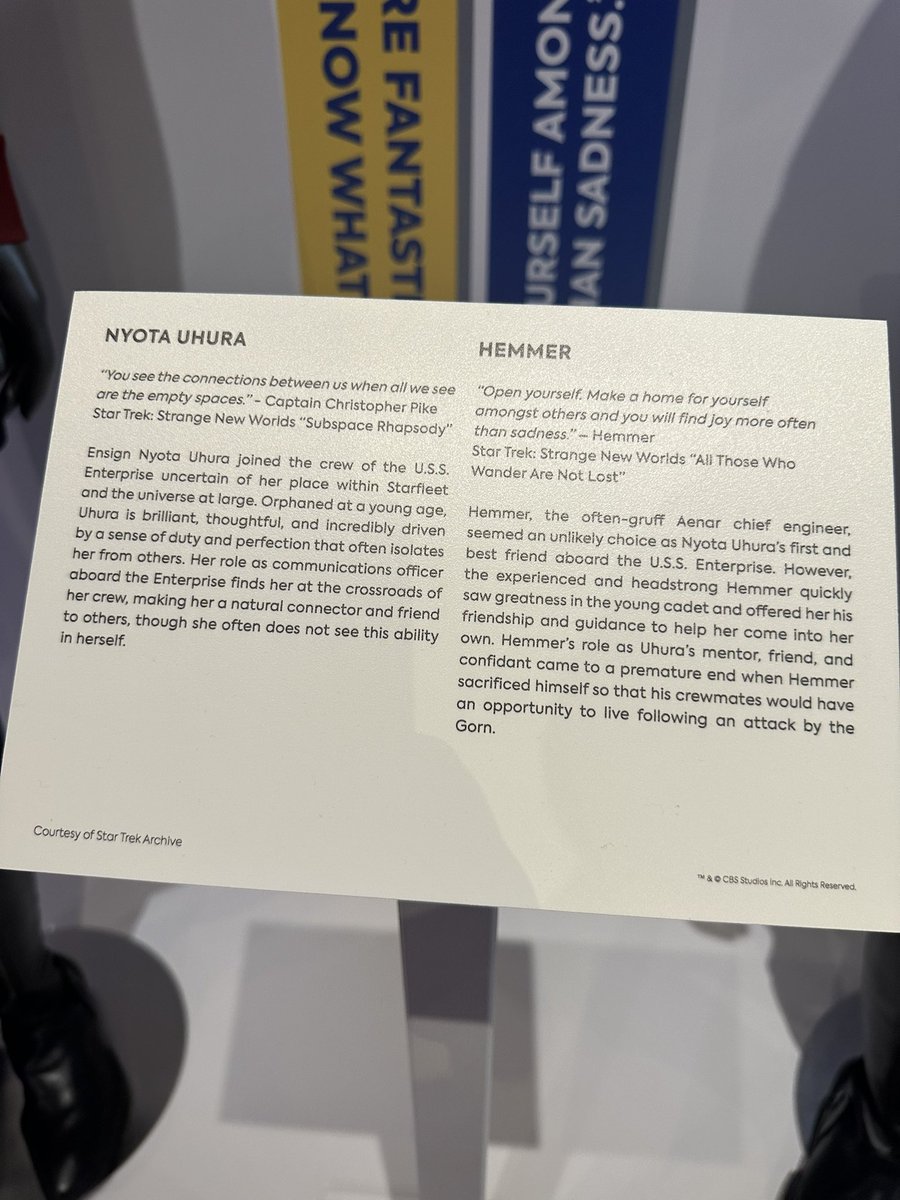 RE FANTASTI
NOW WHAT
URSELF AMON
AN SADNESS."
NYOTA UHURA
"You see the connections between us when all we see
are the empty spaces." – Captain Christopher Pike
Star Trek: Strange New Worlds "Subspace Rhapsody"
Ensign Nyota Uhura joined the crew of the U.S.S.
Enterprise uncertain of her place within Starfleet
and the universe at large. Orphaned at a young age,
Uhura is brilliant, thoughtful, and incredibly driven
by a sense of duty and perfection that often isolates
her from others. Her role as communications officer
aboard the Enterprise finds her at the crossroads of
her crew, making her a natural connector and friend
to others, though she often does not see this ability
in herself.
Courtesy of Star Trek Archive
HEMMER
"Open yourself. Make a home for yourself
amongst others and you will find joy more often
than sadness." – Hemmer
Star Trek: Strange New Worlds "All Those Who
Wander Are Not Lost"
Hemmer, the often-gruff Aenar chief engineer,
seemed an unlikely choice as Nyota Uhura's first and
best friend aboard the U.S.S. Enterprise. However,
the experienced and headstrong Hemmer quickly
saw greatness in the young cadet and offered her his
friendship and guidance to help her come into her
own. Hemmer's role as Uhura's mentor, friend, and
confidant came to a premature end when Hemmer
sacrificed himself so that his crewmates would have
an opportunity to live following an attack by the
Gorn.
™ & © CBS Studios Inc. All Rights Reserved.